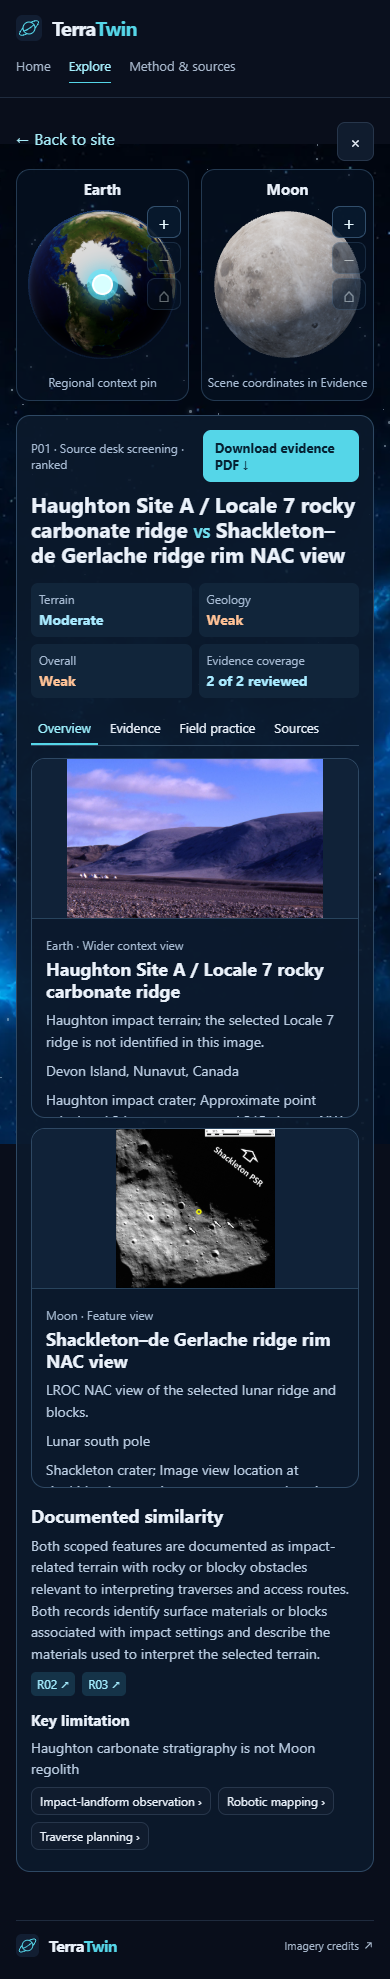 TerraTwin
Home Explore Method & sources
← Back to site ×
Earth
+
−
⌂
Regional context pin
Moon
+
−
⌂
Scene coordinates in Evidence
P01 · Source desk screening ·
ranked
Download evidence
PDF ↓
Haughton Site A / Locale 7 rocky
carbonate ridge vs Shackleton–
de Gerlache ridge rim NAC view
Terrain
Moderate
Geology
Weak
Overall
Weak
Evidence coverage
2 of 2 reviewed
Overview Evidence Field practice Sources
Earth · Wider context view
Haughton Site A / Locale 7 rocky
carbonate ridge
Haughton impact terrain; the selected Locale 7
ridge is not identified in this image.
Devon Island, Nunavut, Canada
Haughton impact crater; Approximate point
Shackleton PSR
Moon · Feature view
Shackleton–de Gerlache ridge rim
NAC view
LROC NAC view of the selected lunar ridge and
blocks.
Lunar south pole
Shackleton crater; Image view location at
Documented similarity
Both scoped features are documented as impact-
related terrain with rocky or blocky obstacles
relevant to interpreting traverses and access routes.
Both records identify surface materials or blocks
associated with impact settings and describe the
materials used to interpret the selected terrain.
R02 ↗ R03 ↗
Key limitation
Haughton carbonate stratigraphy is not Moon
regolith
Impact-landform observation › Robotic mapping ›
Traverse planning ›
TerraTwin
Imagery credits ↗